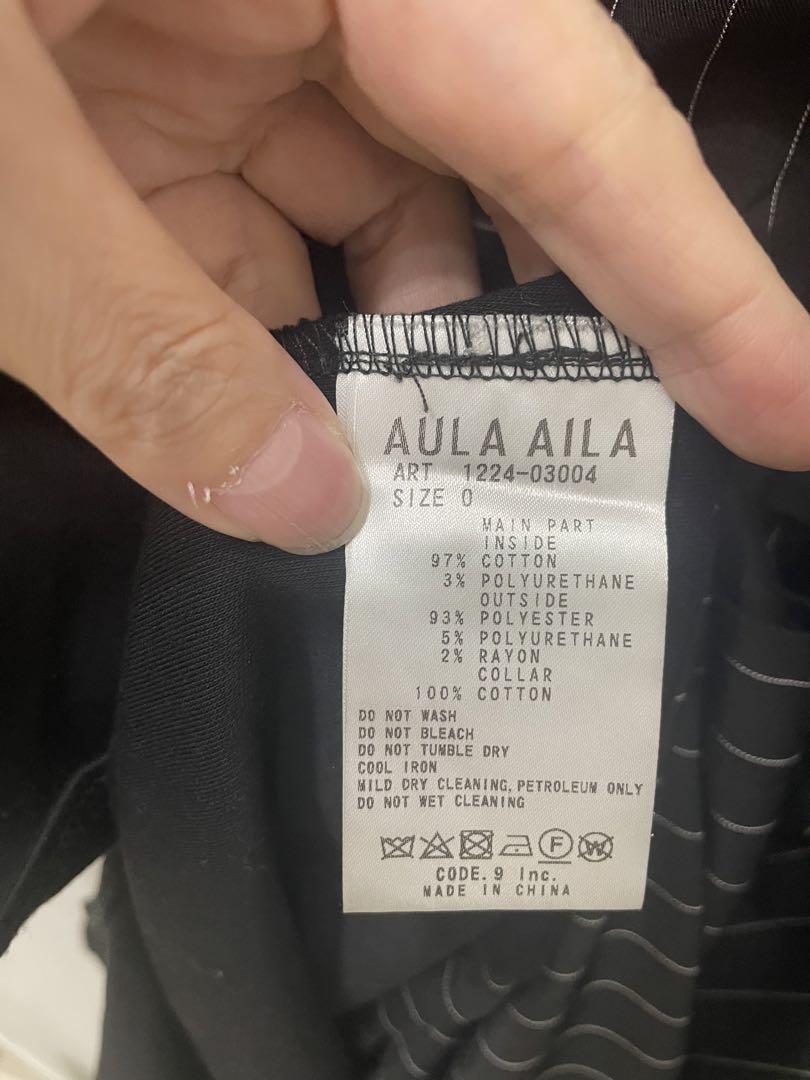 AULA AILA
ART 1224-03004
SIZE 0
MAIN PART
INSIDE
97% COTTON
3% POLYURETHANE
OUTSIDE
93% POLYESTER
5% POLYURETHANE
2% RAYON
COLLAR
100% COTTON
DO NOT WASH
DO NOT BLEACH
DO NOT TUMBLE DRY
COOL IRON
MILD DRY CLEANING, PETROLEUM ONLY
DO NOT WET CLEANING
F W
CODE. 9 Inc.
MADE IN CHINA